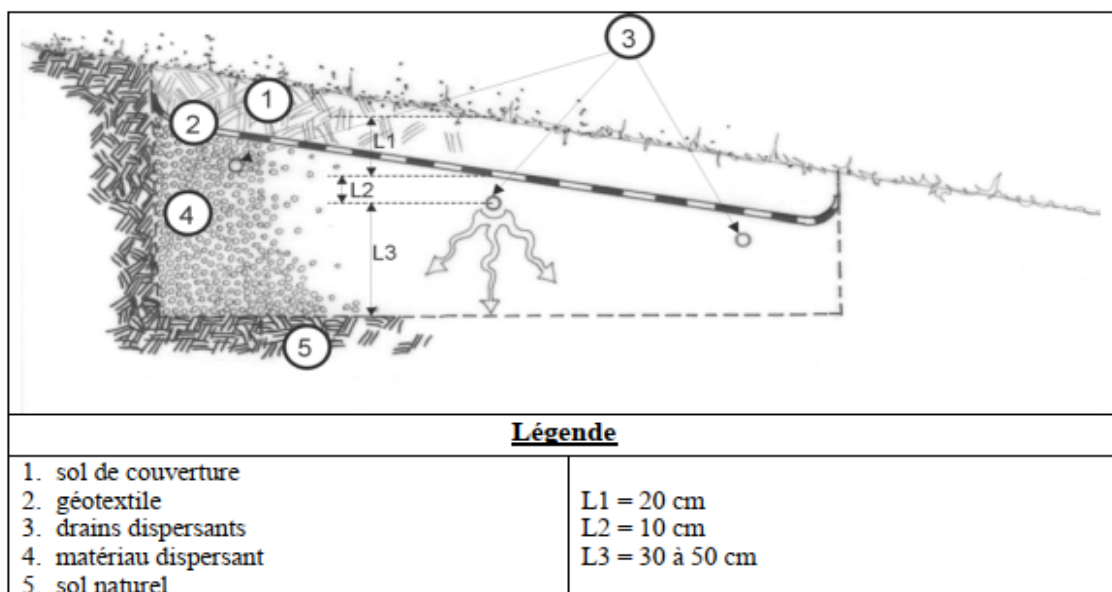 3
1
2
L1
L2
4
L3
5
Légende
1. sol de couverture
2. géotextile
3. drains dispersants
4. matériau dispersant
5. sol naturel
L1 = 20 cm
L2 = 10 cm
L3 = 30 à 50 cm